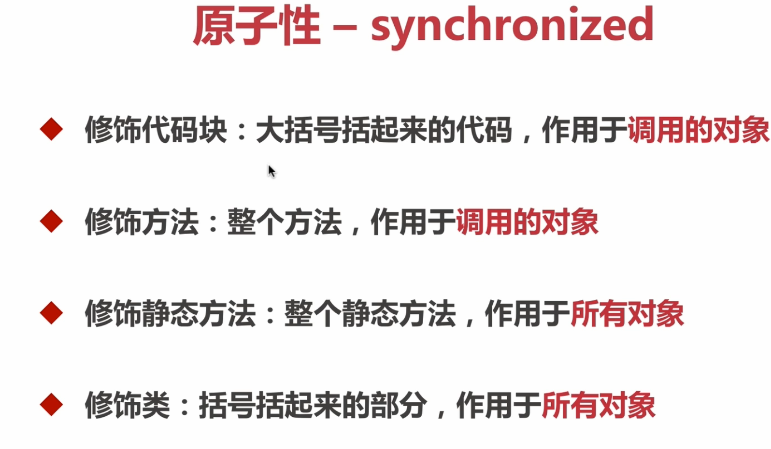 原子性 – synchronized
修饰代码块：大括号括起来的代码，作用于调用的对象
修饰方法：整个方法，作用于调用的对象
修饰静态方法：整个静态方法，作用于所有对象
修饰类：括号括起来的部分，作用于所有对象